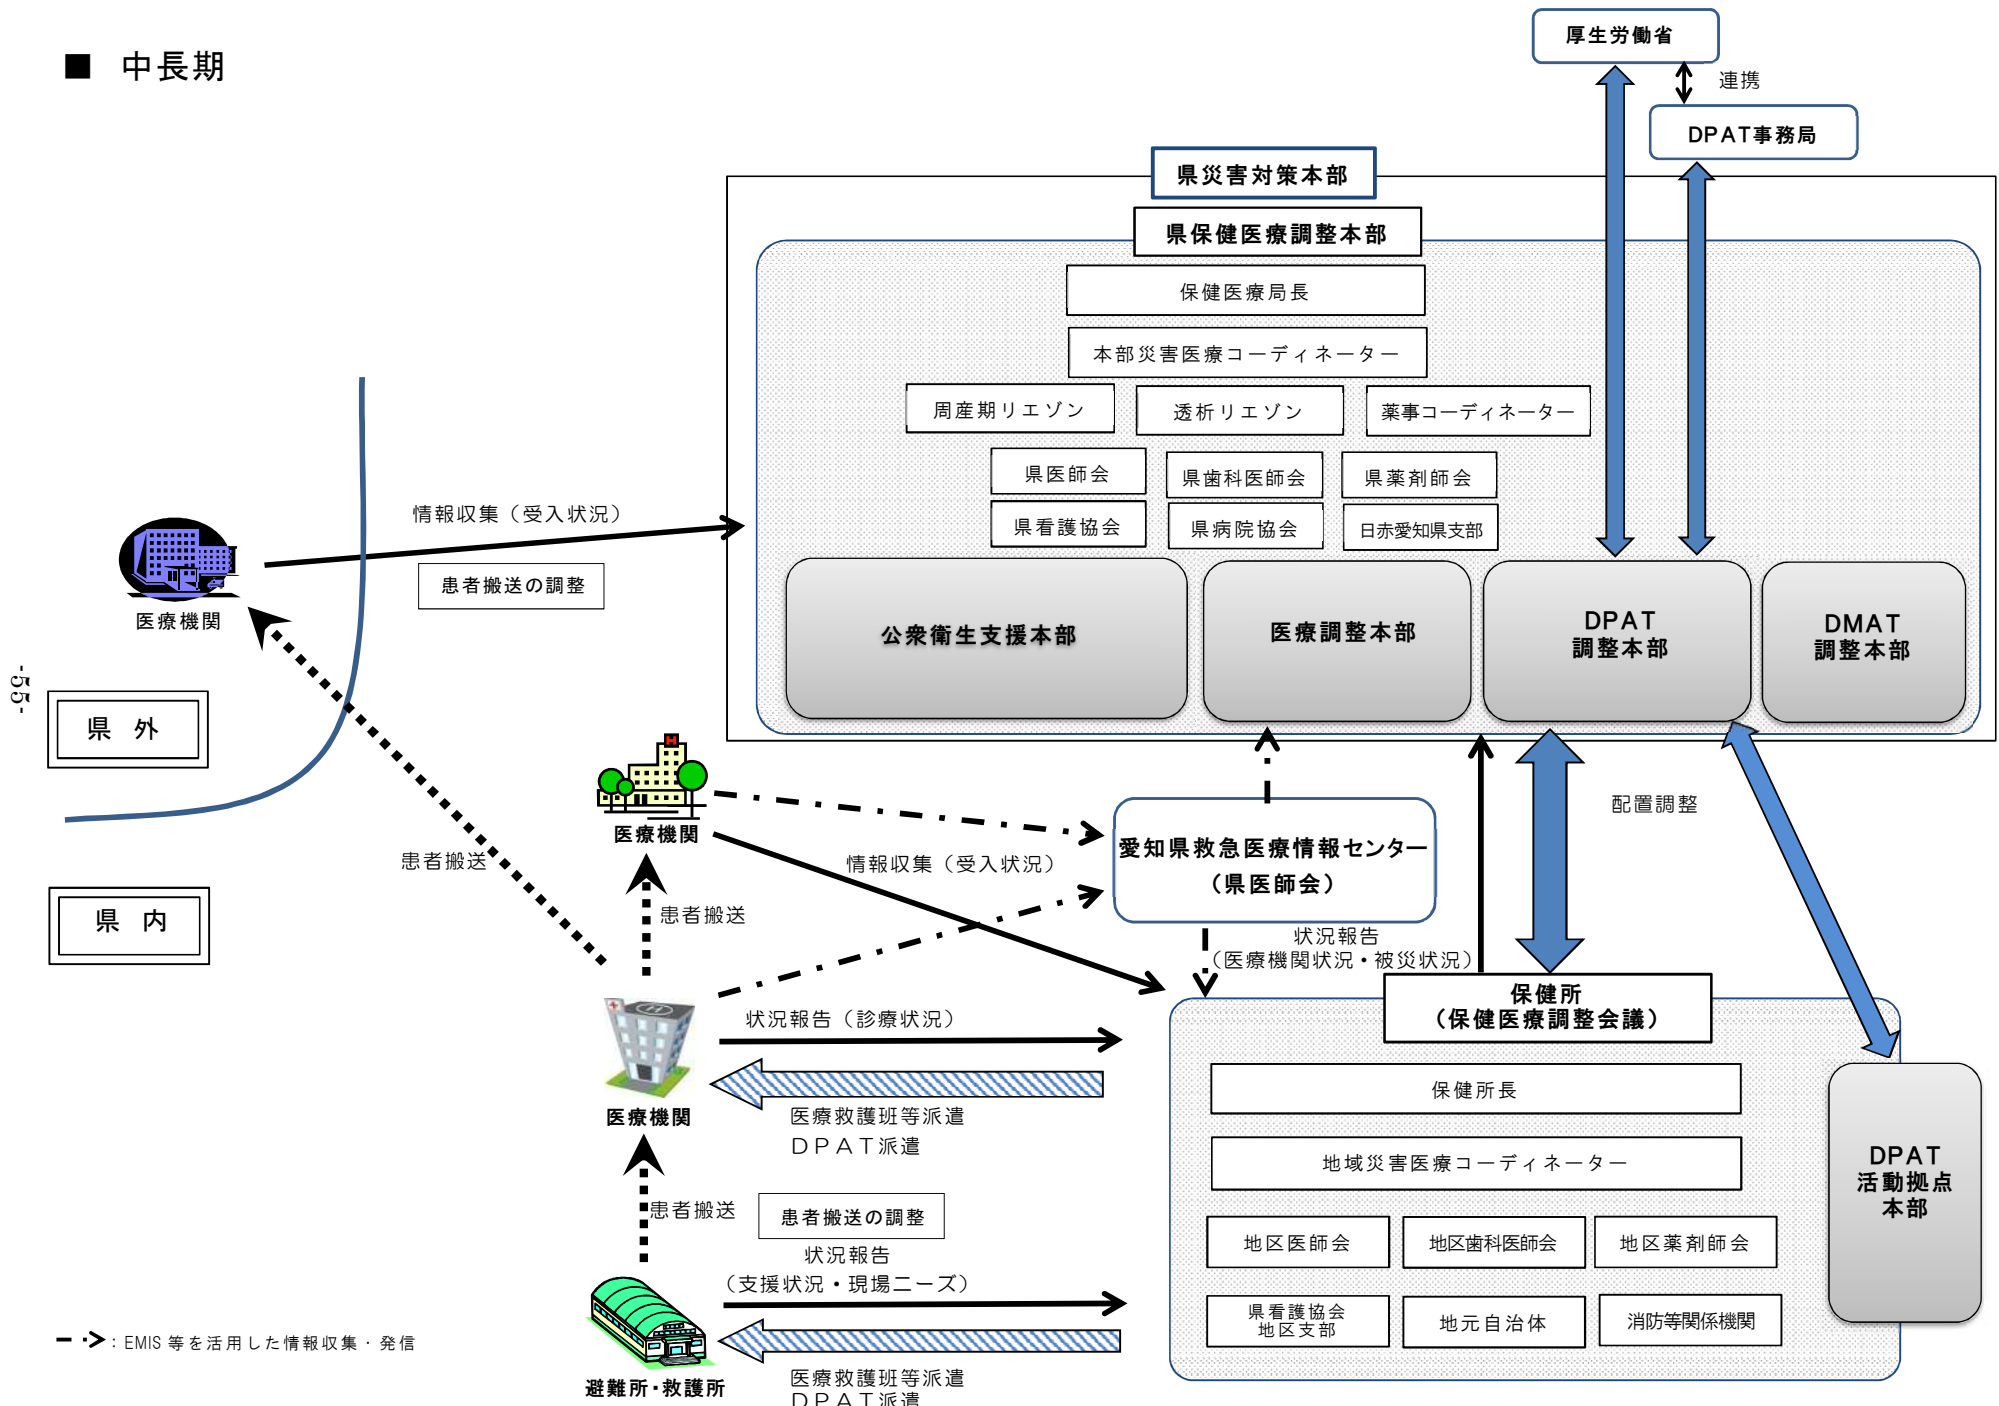 ■ 中長期
厚生労働省
連携
DPAT事務局
県災害対策本部
県保健医療調整本部
保健医療局長
本部災害医療コーディネーター
周産期リエゾン
透析リエゾン
薬事コーディネーター
県医師会
県歯科医師会
県薬剤師会
県看護協会
県病院協会
日赤愛知県支部
公衆衛生支援本部
医療調整本部
DPAT
調整本部
DMAT
調整本部
情報収集（受入状況）
患者搬送の調整
医療機関
県 外
県 内
-55-
医療機関
患者搬送
患者搬送
情報収集（受入状況）
愛知県救急医療情報センター
（県医師会）
配置調整
状況報告
（医療機関状況・被災状況）
保健所
（保健医療調整会議）
状況報告（診療状況）
医療機関
医療救護班等派遣
ＤＰＡＴ派遣
保健所長
地域災害医療コーディネーター
地区医師会
地区歯科医師会
地区薬剤師会
県看護協会
地区支部
地元自治体
消防等関係機関
DPAT
活動拠点
本部
患者搬送
患者搬送の調整
状況報告
（支援状況・現場ニーズ）
避難所・救護所
医療救護班等派遣
ＤＰＡＴ派遣
：EMIS 等を活用した情報収集・発信